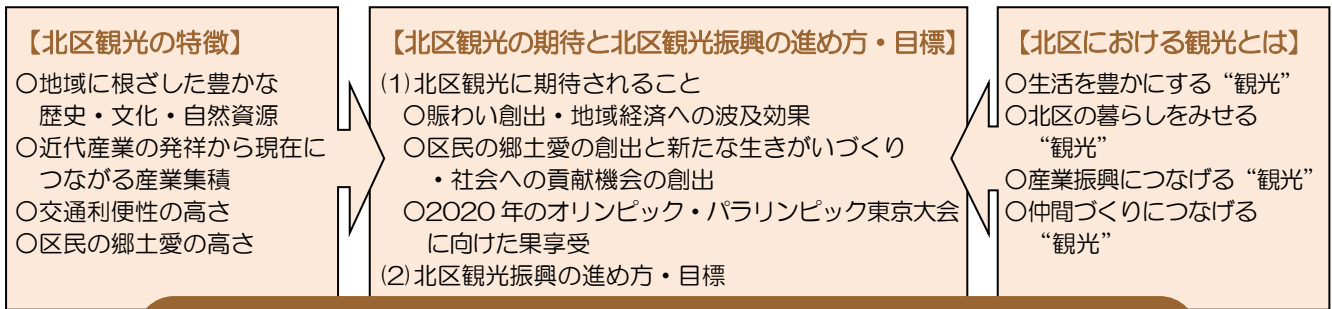 【北区観光の特徴】
○地域に根ざした豊かな
歴史・文化・自然資源
○近代産業の発祥から現在に
つながる産業集積
○交通利便性の高さ
○区民の郷土愛の高さ
【北区観光の期待と北区観光振興の進め方・目標】
(1)北区観光に期待されること
○賑わい創出・地域経済への波及効果
○区民の郷土愛の創出と新たな生きがいづくり
・社会への貢献機会の創出
○2020年のオリンピック・パラリンピック東京大会
に向けた果享受
(2)北区観光振興の進め方・目標
【北区における観光とは】
○生活を豊かにする“観光”
○北区の暮らしをみせる
“観光”
○産業振興につなげる“観光”
○仲間づくりにつなげる
“観光”